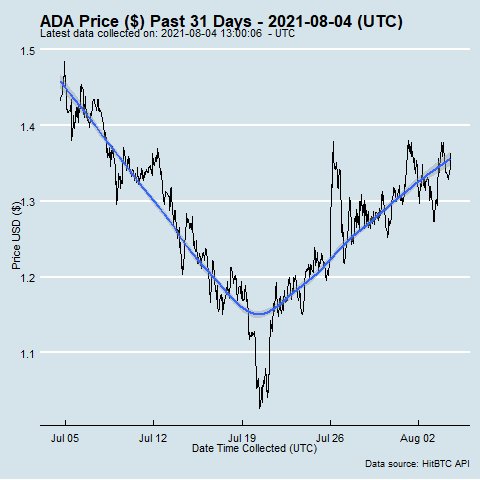 ADA Price ($) Past 31 Days - 2021-08-04 (UTC)
Latest data collected on: 2021-08-04 13:00:06 - UTC
1.5
1.4
1.3
1.2
1.1
Price USD ($)
Jul 05 Jul 12 Jul 19 Jul 26 Aug 02
Date Time Collected (UTC)
Data source: HitBTC API